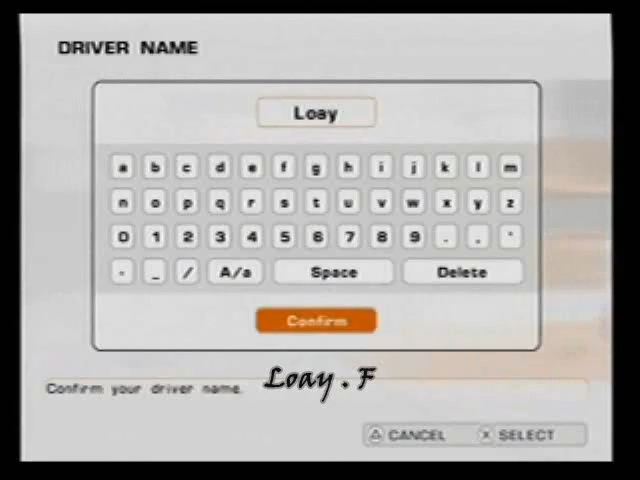 DRIVER NAME
Loay
a b c d e f g h i j k l m
n o p q r s t u v w x y z
0 1 2 3 4 5 6 7 8 9 . , '
- _ / A/a Space Delete
Confirm
Confirm your driver name.
Loay . F
CANCEL SELECT